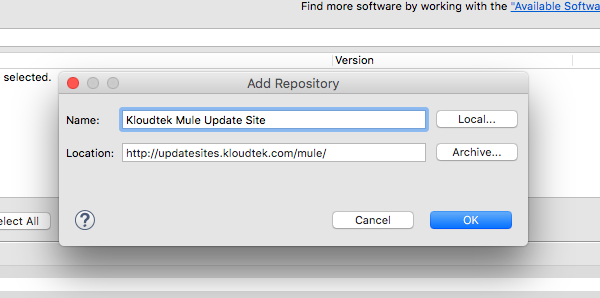 Find more software by working with the "Available Softwa
Version
selected.
Add Repository
Name: Kloudtek Mule Update Site Local...
Location: http://updatesites.kloudtek.com/mule/ Archive...
elect All
? Cancel OK